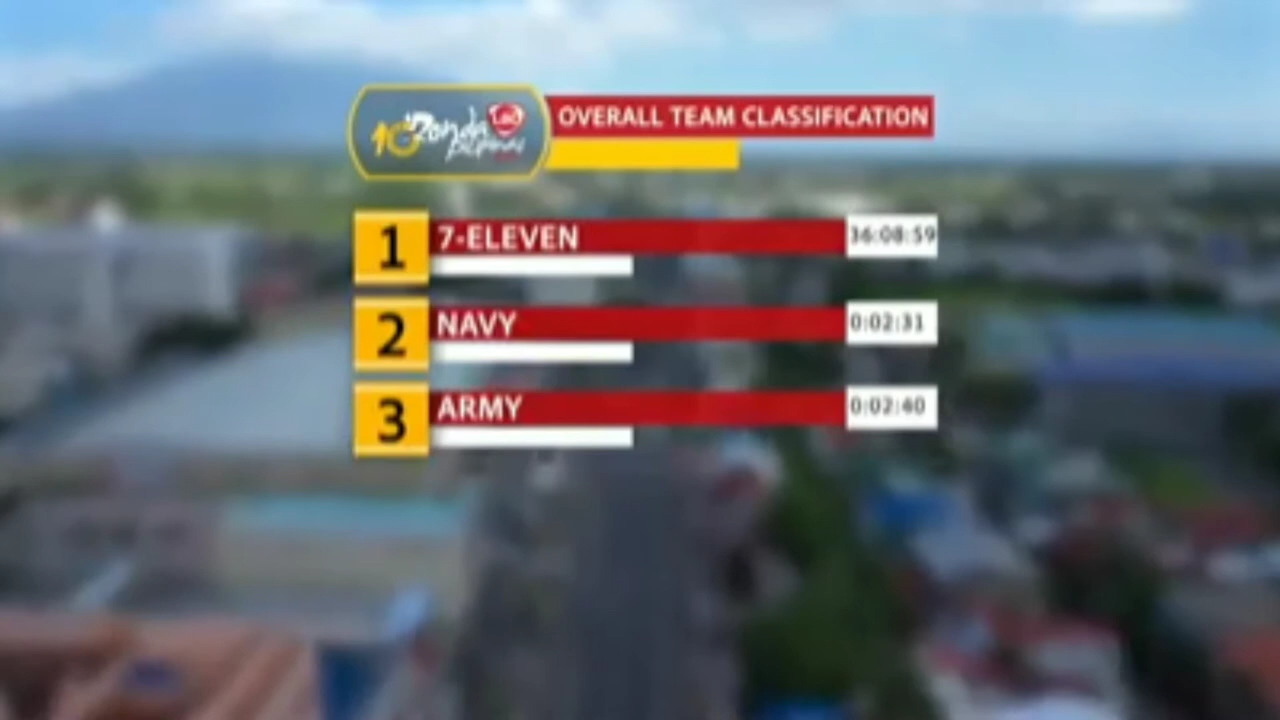 10 Ronda LBC
Pilipinas
OVERALL TEAM CLASSIFICATION
1 7-ELEVEN 36:08:59
2 NAVY 0:02:31
3 ARMY 0:02:40